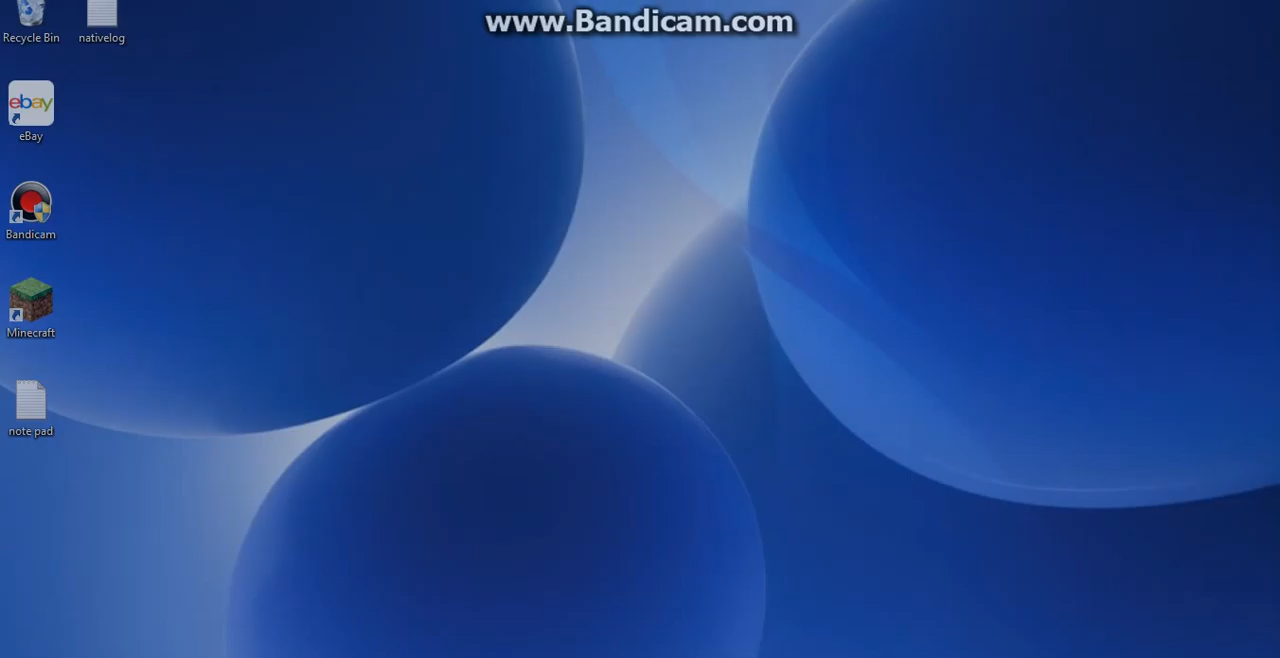 www.Bandicam.com
Recycle Bin
nativelog
ebay
eBay
Bandicam
Minecraft
note pad